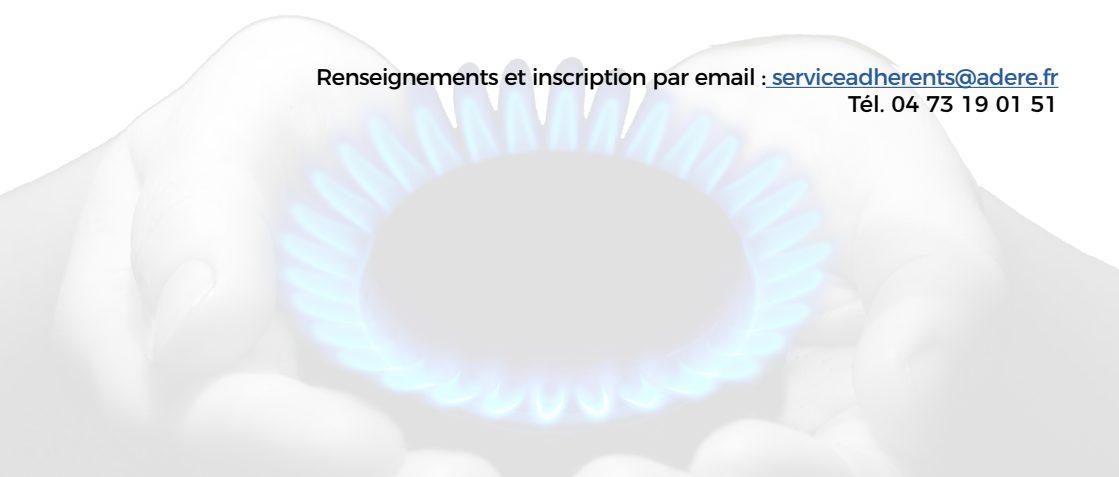 Renseignements et inscription par email : serviceadherents@adere.fr
Tél. 04 73 19 01 51